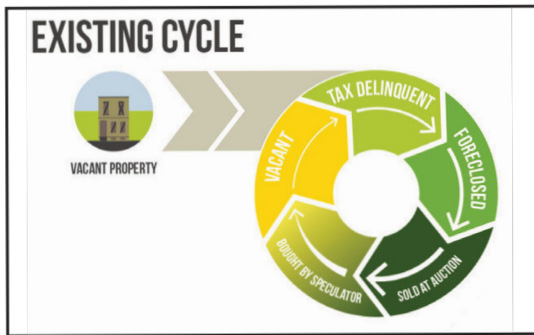 EXISTING CYCLE
VACANT PROPERTY
TAX DELINQUENT
FORECLOSED
SOLD AT AUCTION
BOUGHT BY SPECULATOR
VACANT